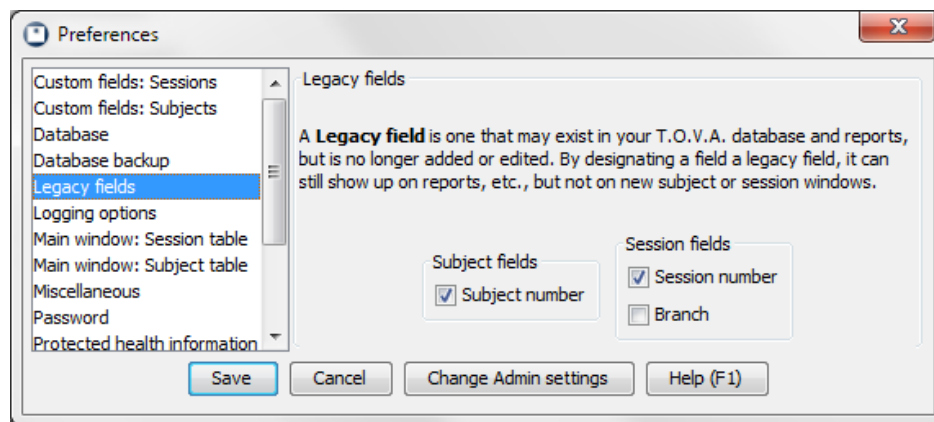 Preferences
Custom fields: Sessions
Custom fields: Subjects
Database
Database backup
Legacy fields
Logging options
Main window: Session table
Main window: Subject table
Miscellaneous
Password
Protected health information
Legacy fields
A Legacy field is one that may exist in your T.O.V.A. database and reports,
but is no longer added or edited. By designating a field a legacy field, it can
still show up on reports, etc., but not on new subject or session windows.
Subject fields
Subject number
Session fields
Session number
Branch
Save
Cancel
Change Admin settings
Help (F1)